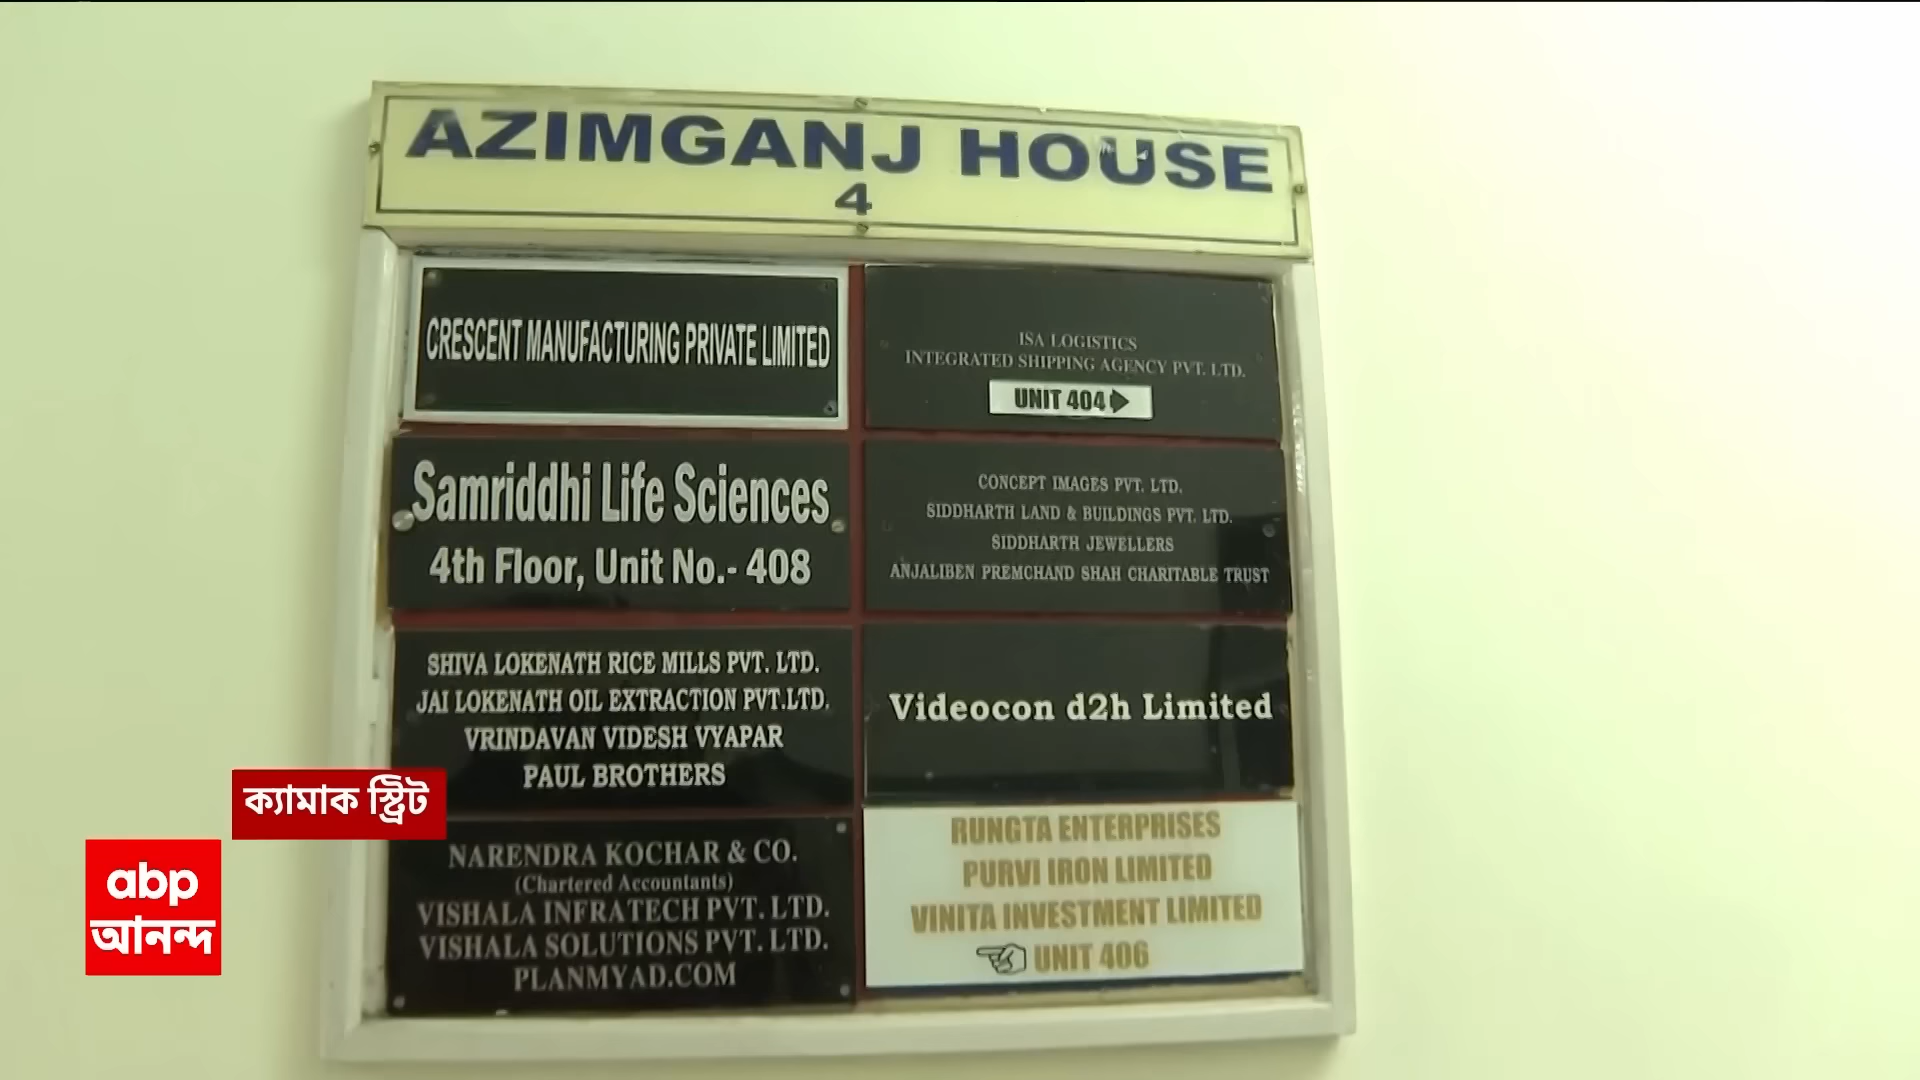 AZIMGANJ HOUSE
4
CRESCENT MANUFACTURING PRIVATE LIMITED
ISA LOGISTICS
INTEGRATED SHIPPING AGENCY PVT. LTD.
UNIT 404
Samriddhi Life Sciences
4th Floor, Unit No.- 408
CONCEPT IMAGES PVT. LTD.
SIDDHARTH LAND & BUILDINGS PVT. LTD.
SIDDHARTH JEWELLERS
ANJALIBEN PREMCHAND SHAH CHARITABLE TRUST
SHIVA LOKENATH RICE MILLS PVT. LTD.
JAI LOKENATH OIL EXTRACTION PVT.LTD.
VRINDAVAN VIDESH VYAPAR
PAUL BROTHERS
Videocon d2h Limited
NARENDRA KOCHAR & CO.
(Chartered Accountants)
VISHALA INFRATECH PVT. LTD.
VISHALA SOLUTIONS PVT. LTD.
PLANMYAD.COM
RUNGTA ENTERPRISES
PURVI IRON LIMITED
VINITA INVESTMENT LIMITED
UNIT 406
ক্যামাক স্ট্রিট
abp
আনন্দ